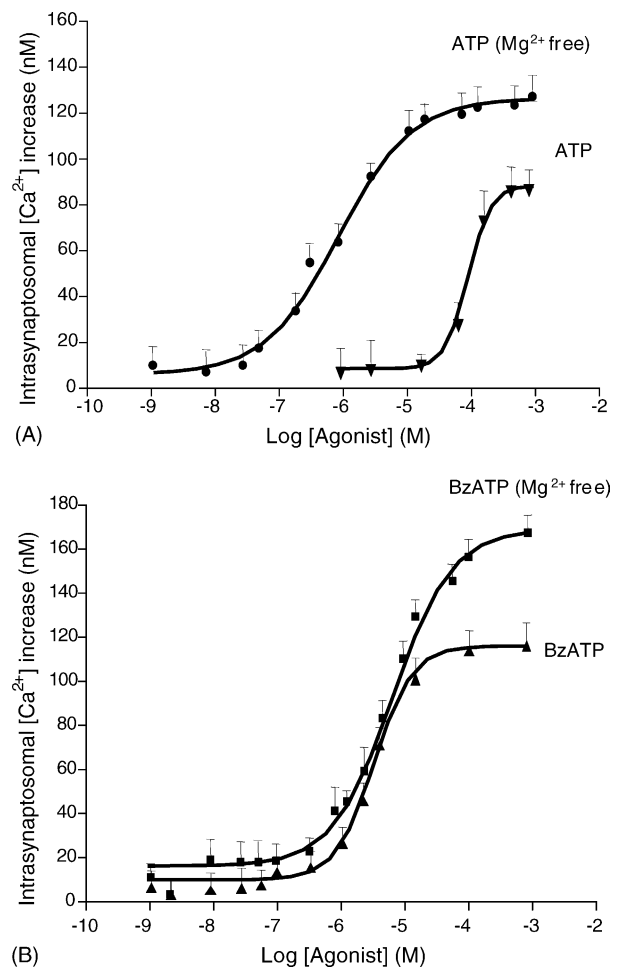 160
ATP (Mg2+ free)
140
120
100
ATP
80
60
40
20
0
-10 -9 -8 -7 -6 -5 -4 -3 -2
Intrasynaptosomal [Ca2+] increase (nM)
(A)
Log [Agonist] (M)
BzATP (Mg2+ free)
180
160
140
120
BzATP
100
80
60
40
20
0
-10 -9 -8 -7 -6 -5 -4 -3 -2
Intrasynaptosomal [Ca2+] increase (nM)
(B)
Log [Agonist] (M)